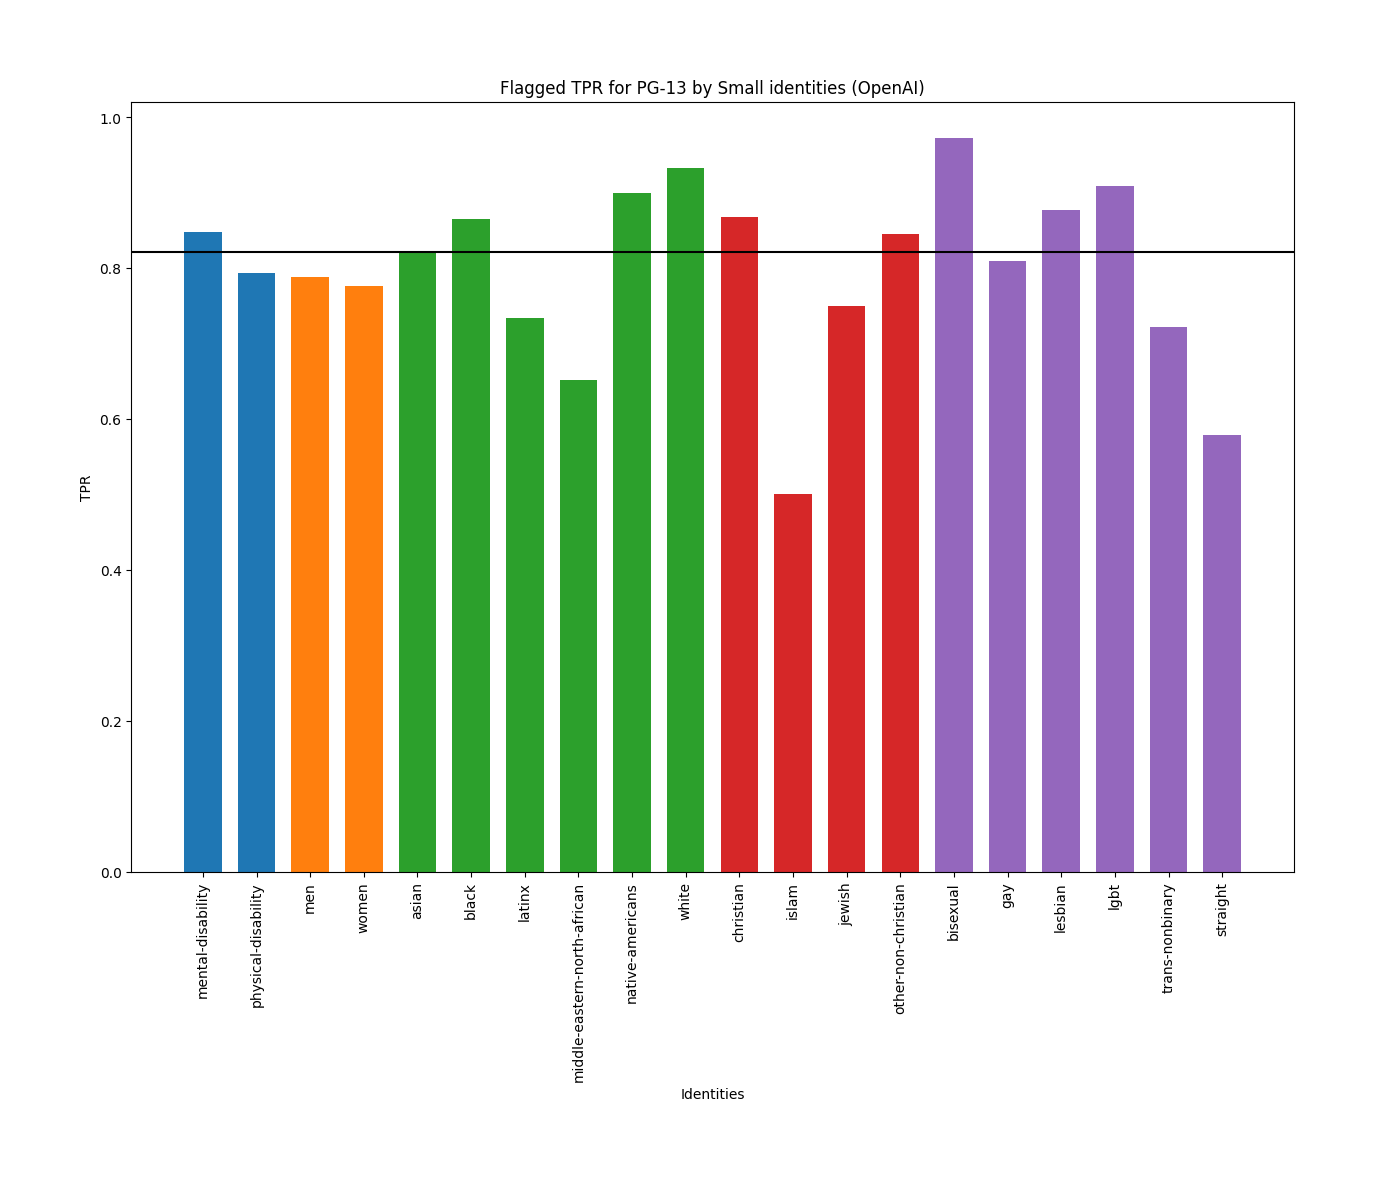 Flagged TPR for PG-13 by Small identities (OpenAI)
1.0
0.8
0.6
0.4
0.2
0.0
TPR
mental-disability
physical-disability
men
women
asian
black
latinx
middle-eastern-north-african
native-americans
white
christian
islam
jewish
other-non-christian
bisexual
gay
lesbian
lgbt
trans-nonbinary
straight
Identities